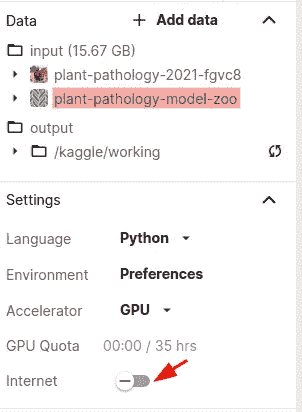 Data + Add data
input (15.67 GB)
plant-pathology-2021-fgvc8
plant-pathology-model-zoo
output
/kaggle/working
Settings
Language Python
Environment Preferences
Accelerator GPU
GPU Quota 00:00 / 35 hrs
Internet